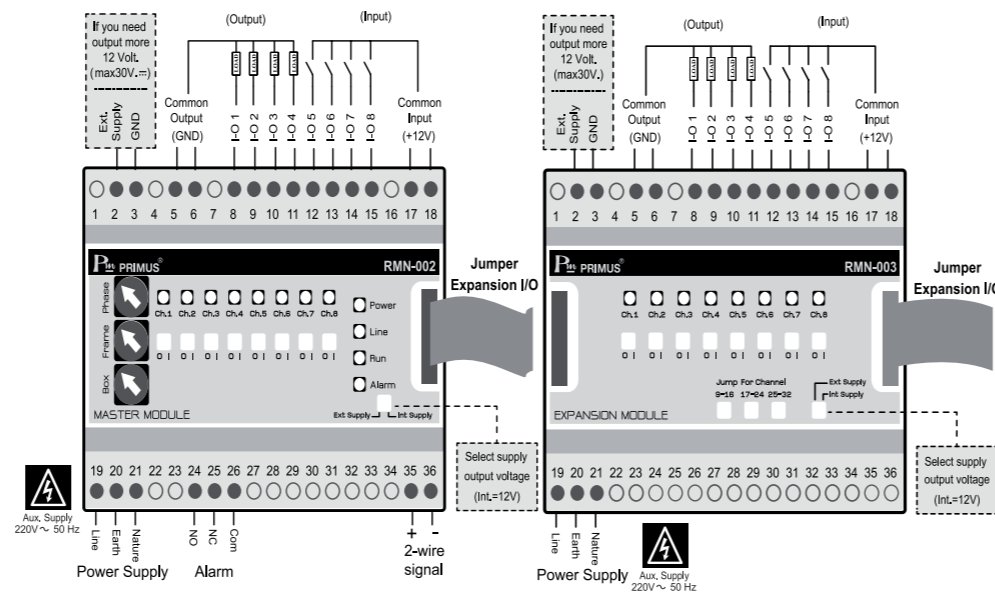 If you need
output more
12 Volt.
(max30V.⎓)
Ext.
Supply
GND
(Output)
(Input)
Common
Output
(GND)
LOAD LOAD LOAD LOAD
I-O 1
I-O 2
I-O 3
I-O 4
I-O 5
I-O 6
I-O 7
I-O 8
Common
Input
(+12V)
1 2 3 4 5 6 7 8 9 10 11 12 13 14 15 16 17 18
Pm PRIMUS® RMN-002
Phase
Frame
Box
Ch.1 Ch.2 Ch.3 Ch.4 Ch.5 Ch.6 Ch.7 Ch.8
O I O I O I O I O I O I O I O I
Power
Line
Run
Alarm
MASTER MODULE
Ext Supply Int Supply
Jumper
Expansion I/O
Select supply
output voltage
(Int.=12V)
19 20 21 22 23 24 25 26 27 28 29 30 31 32 33 34 35 36
Aux. Supply
220V～ 50 Hz
Line
Earth
Nature
Power Supply
NO
NC
Com
Alarm
+ -
2-wire
signal
If you need
output more
12 Volt.
(max30V.)
Ext.
Supply
GND
(Output)
(Input)
Common
Output
(GND)
LOAD LOAD LOAD LOAD
I-O 1
I-O 2
I-O 3
I-O 4
I-O 5
I-O 6
I-O 7
I-O 8
Common
Input
(+12V)
1 2 3 4 5 6 7 8 9 10 11 12 13 14 15 16 17 18
Pm PRIMUS® RMN-003
Ch.1 Ch.2 Ch.3 Ch.4 Ch.5 Ch.6 Ch.7 Ch.8
O I O I O I O I O I O I O I O I
Jump For Channel
9-16 17-24 25-32
Ext Supply
Int Supply
EXPANSION MODULE
Jumper
Expansion I/O
Select supply
output voltage
(Int.=12V)
19 20 21 22 23 24 25 26 27 28 29 30 31 32 33 34 35 36
Line
Earth
Nature
Power Supply
Aux. Supply
220V～ 50 Hz